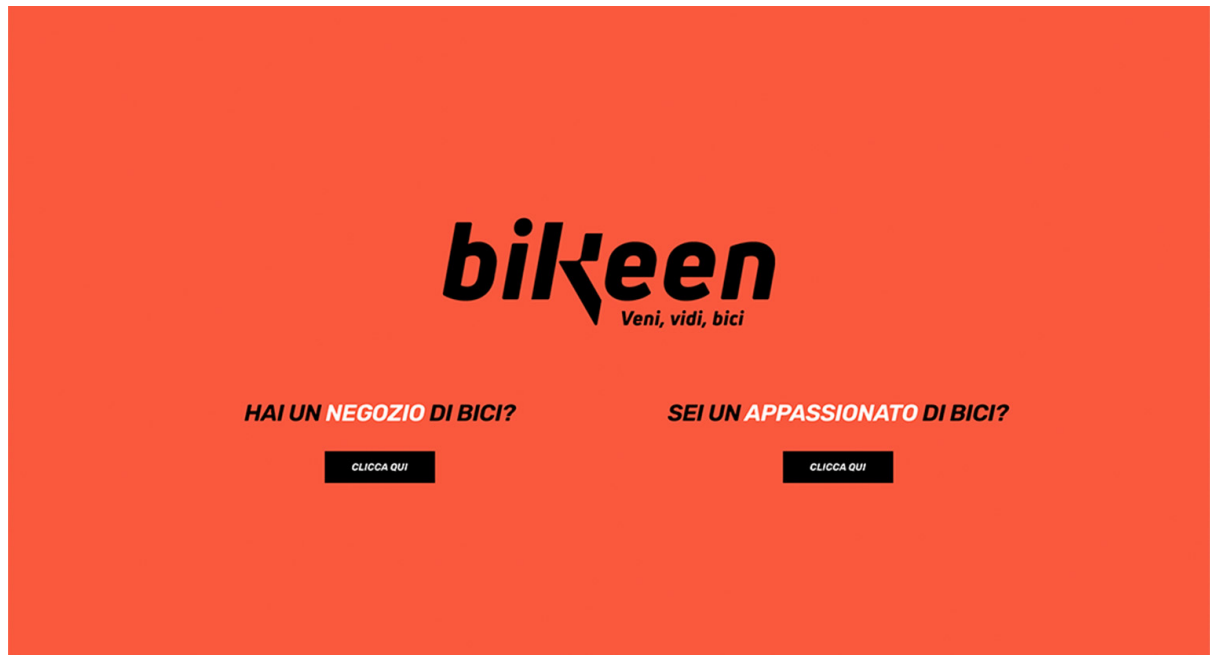 bikeen
Veni, vidi, bici
HAI UN NEGOZIO DI BICI?
CLICCA QUI
SEI UN APPASSIONATO DI BICI?
CLICCA QUI